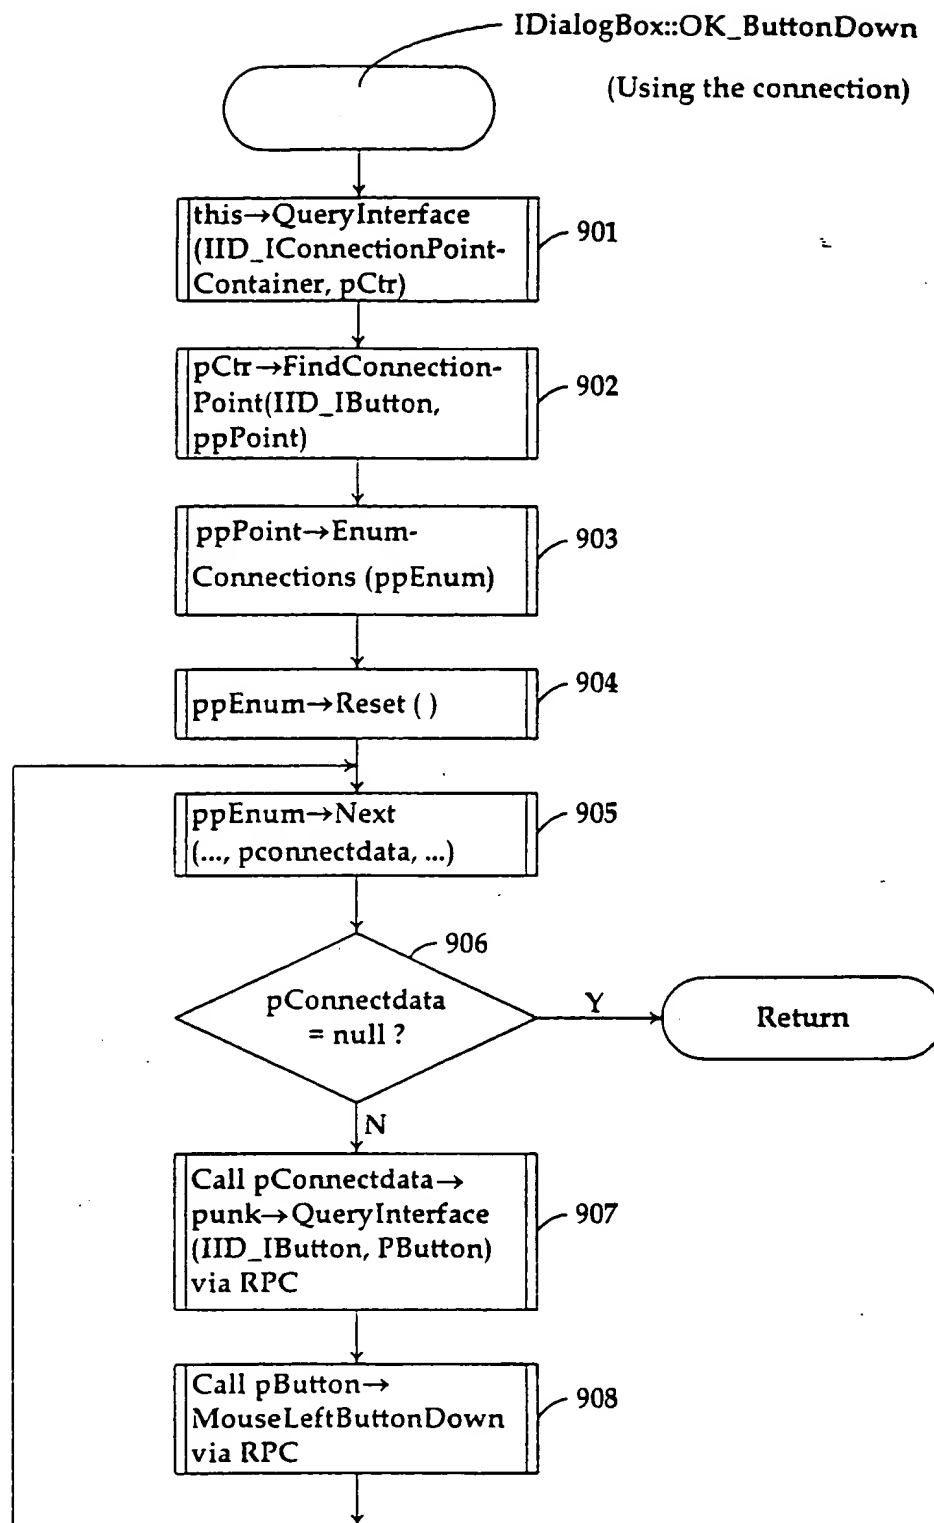 IDialogBox::OK_ButtonDown
(Using the connection)
this→QueryInterface
(IID_IConnectionPoint-
Container, pCtr)
901
pCtr→FindConnection-
Point(IID_IButton,
ppPoint)
902
ppPoint→Enum-
Connections (ppEnum)
903
ppEnum→Reset ( )
904
ppEnum→Next
(..., pconnectdata, ...)
905
906
pConnectdata
= null ?
Y
Return
N
Call pConnectdata→
punk→QueryInterface
(IID_IButton, PButton)
via RPC
907
Call pButton→
MouseLeftButtonDown
via RPC
908